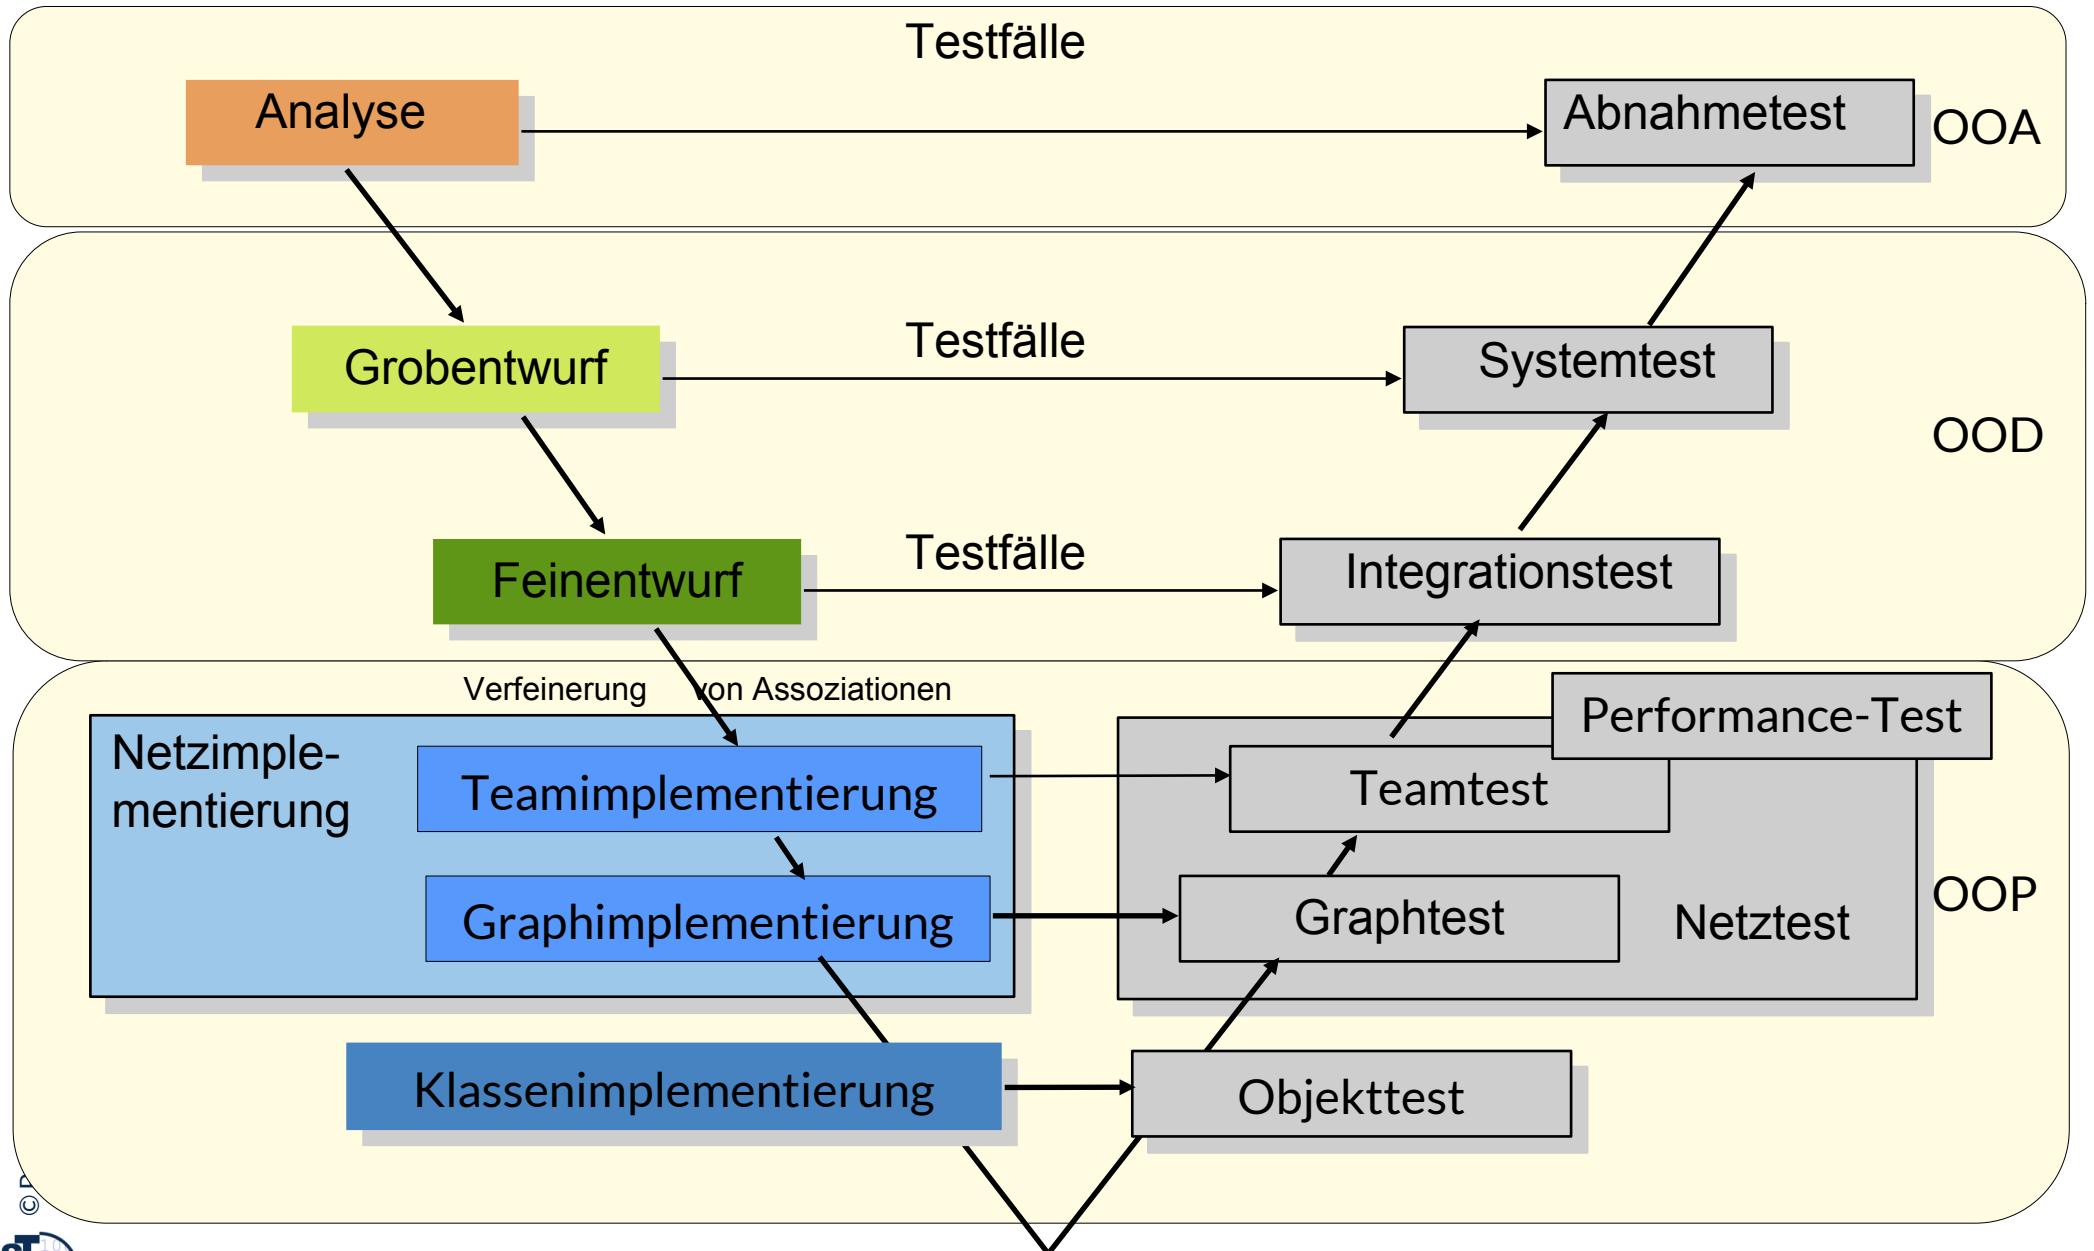 Testfälle
Analyse
Abnahmetest
OOA
Grobentwurf
Testfälle
Systemtest
OOD
Feinentwurf
Testfälle
Integrationstest
Verfeinerung von Assoziationen
Performance-Test
Netzimple-
mentierung
Teamimplementierung
Teamtest
Graphimplementierung
Graphtest
Netztest
OOP
Klassenimplementierung
Objekttest
©